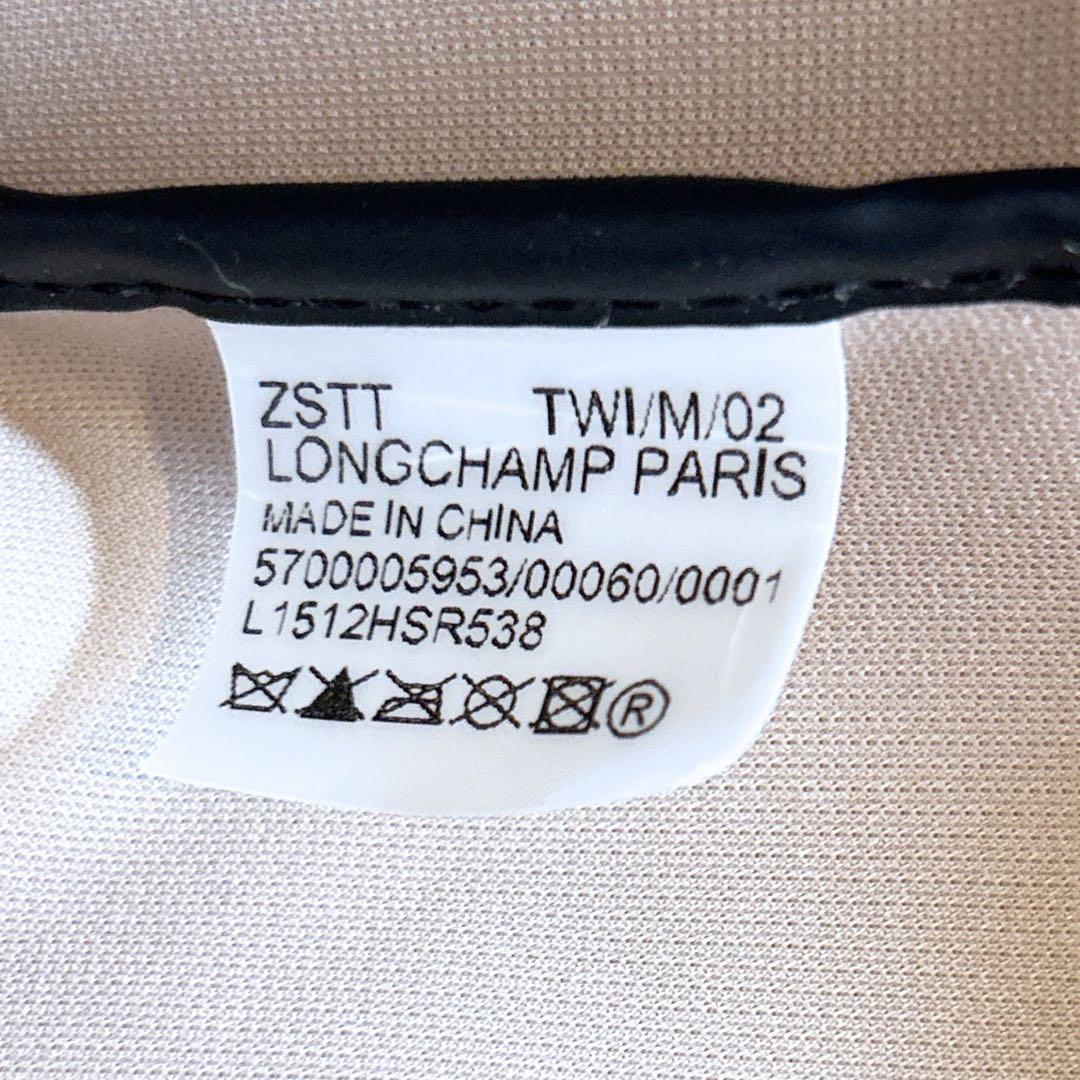 ZSTT TWI/M/02
LONGCHAMP PARIS
MADE IN CHINA
5700005953/00060/0001
L1512HSR538
®